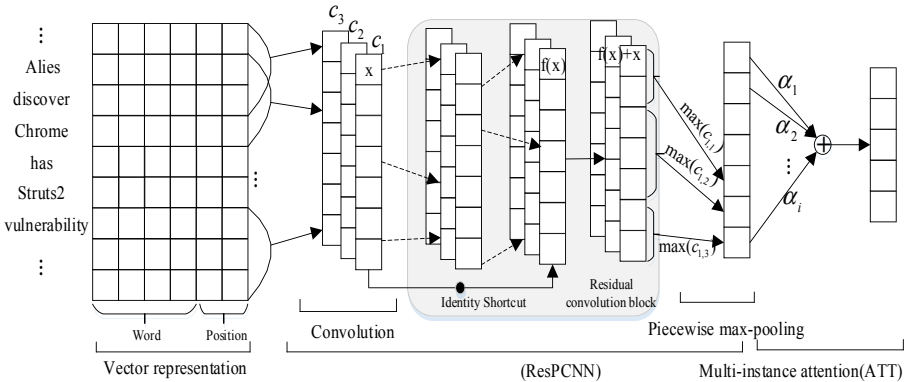 ⋮
Alies
discover
Chrome
has
Struts2
vulnerability
⋮
Word
Position
Vector representation
⋮
c3
c2
c1
x
Convolution
f(x)
Identity Shortcut
f(x)+x
Residual
convolution block
max(c1,1)
max(c1,2)
max(c1,3)
Piecewise max-pooling
(ResPCNN)
α1
α2
⋮
αi
+
Multi-instance attention(ATT)